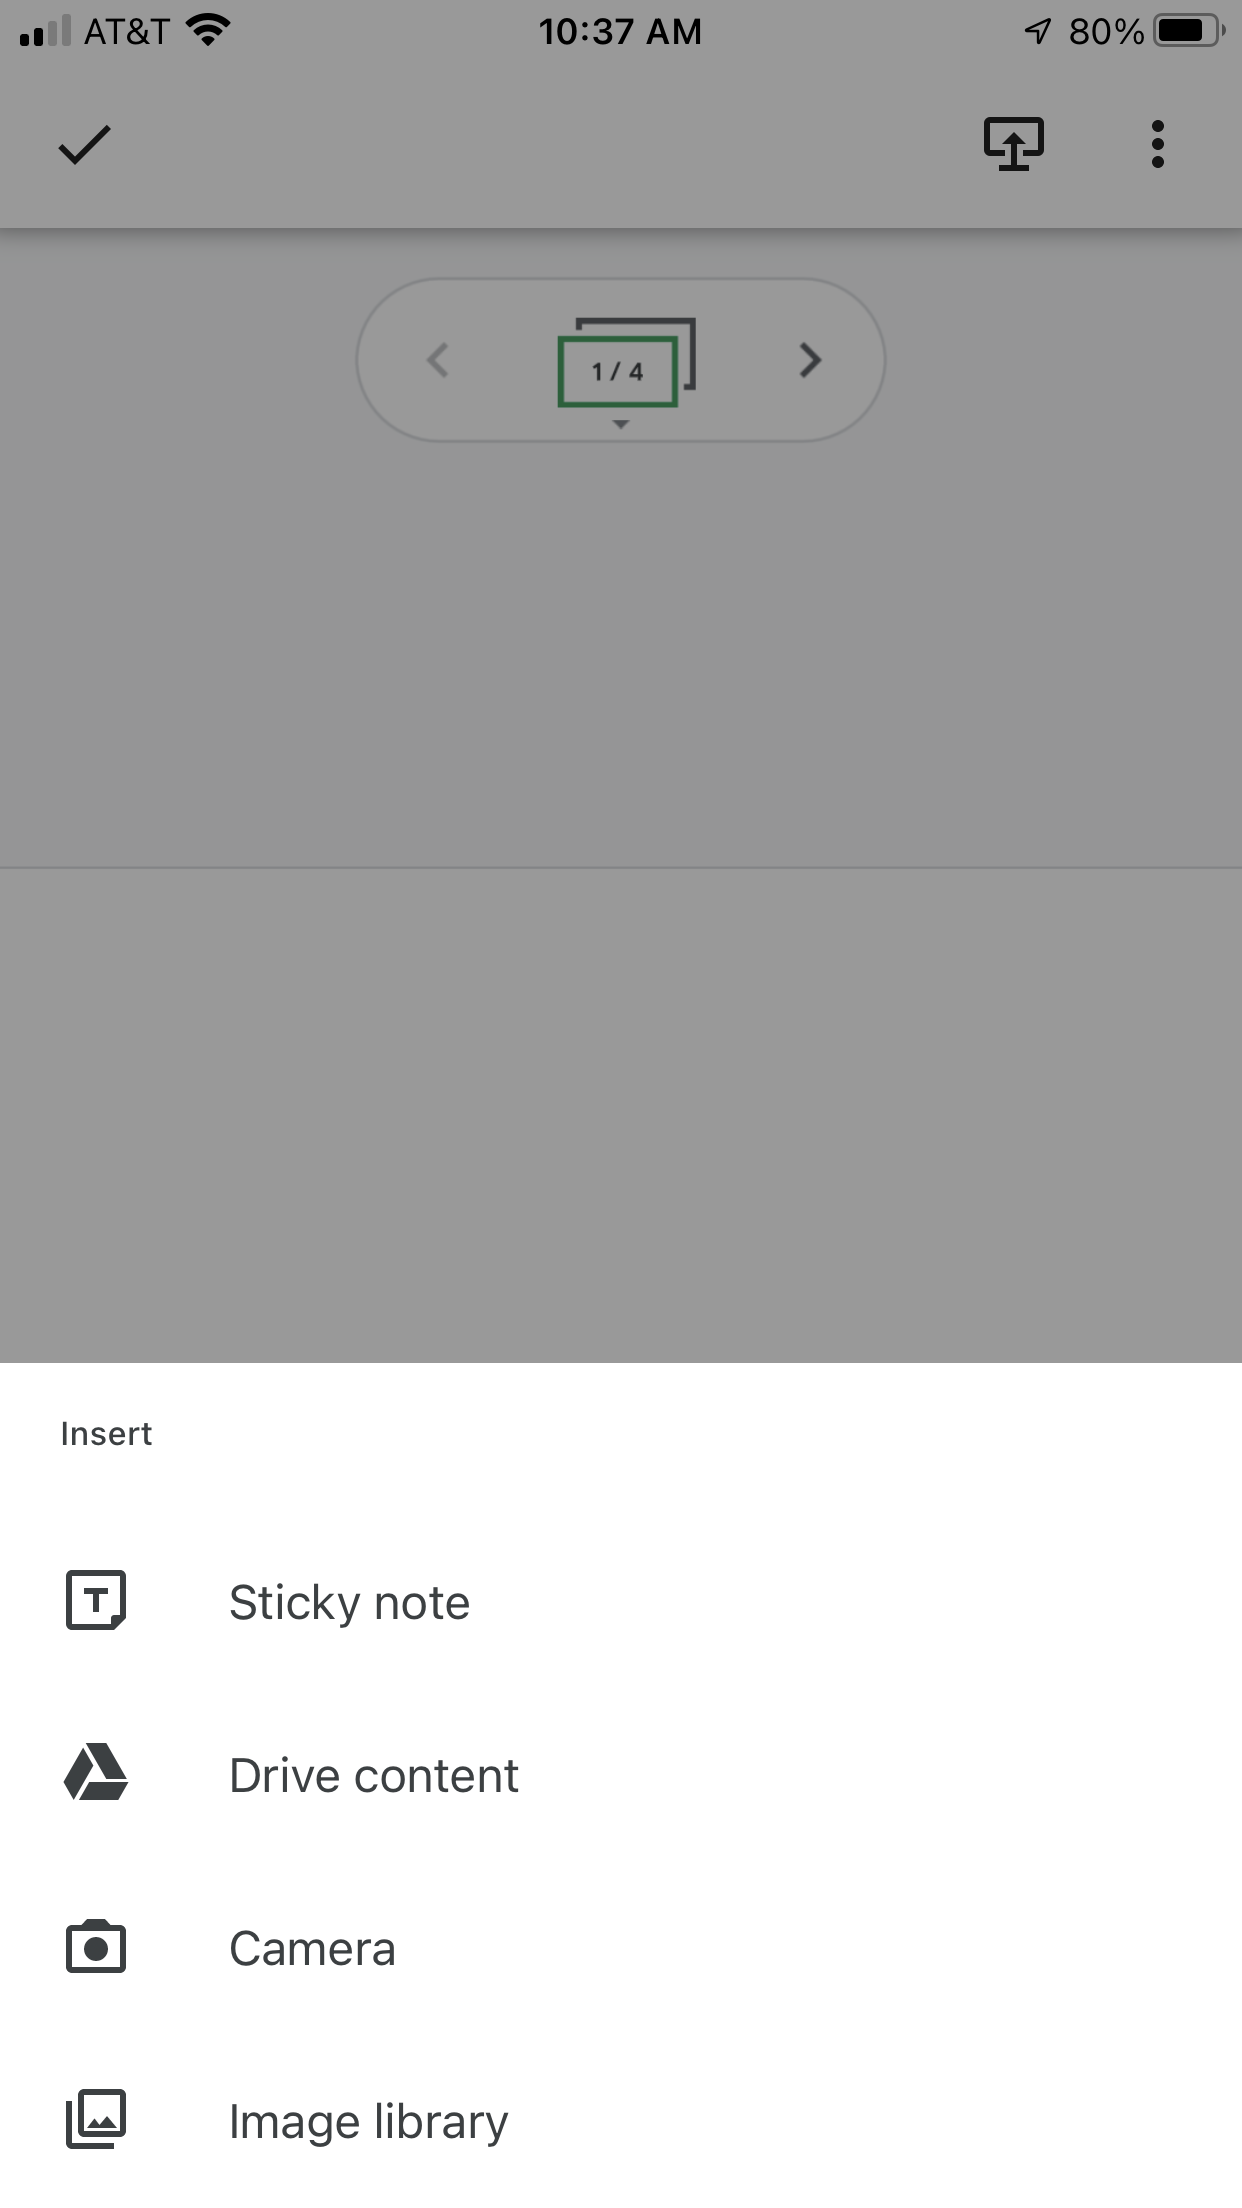 AT&T 10:37 AM 80%
1 / 4
Insert
Sticky note
Drive content
Camera
Image library